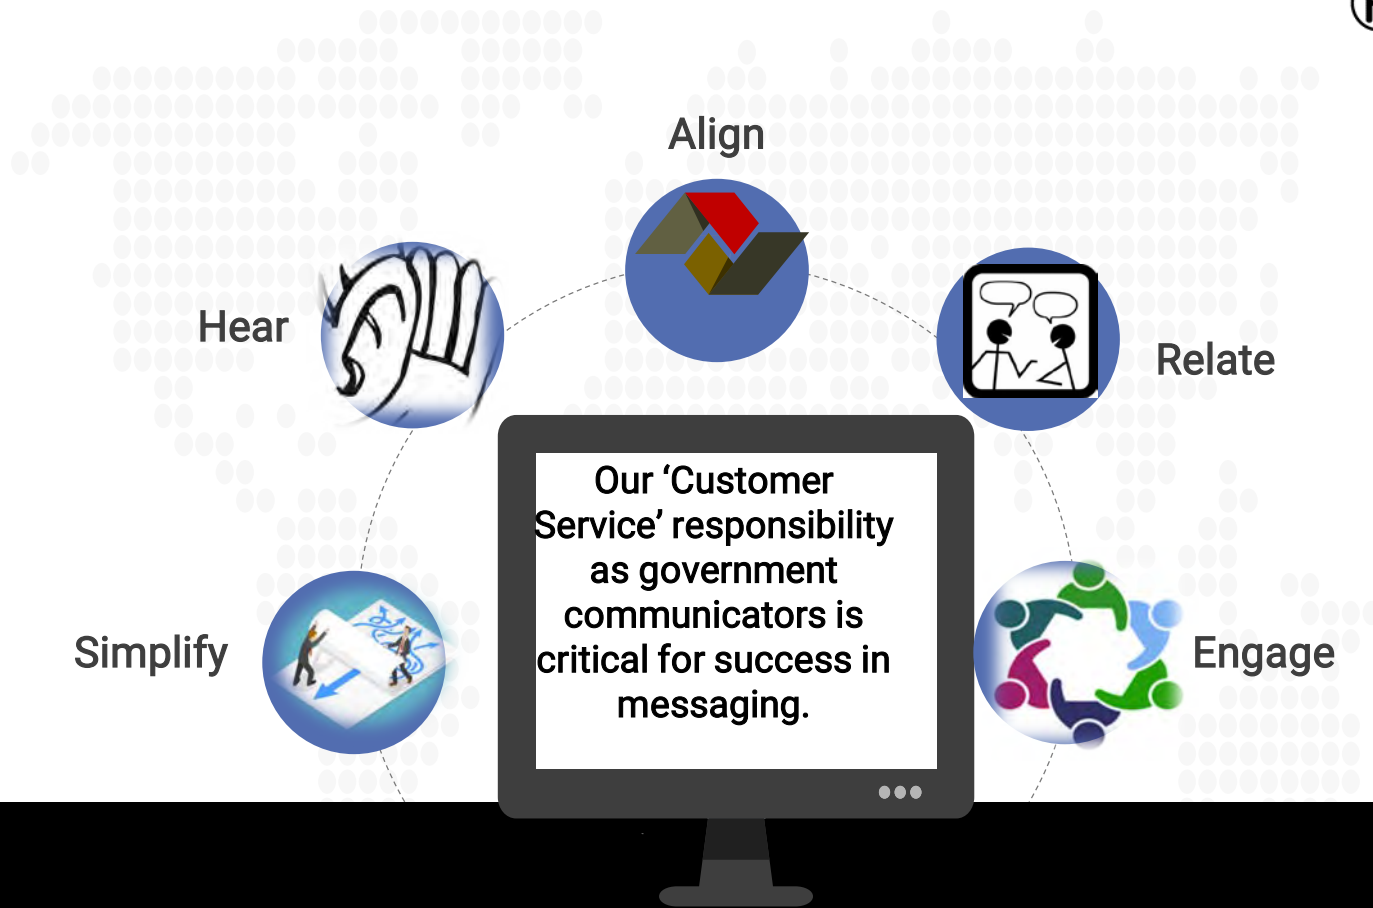 Align
Hear
Relate
Our ‘Customer
Service’ responsibility
as government
communicators is
critical for success in
messaging.
Simplify
Engage